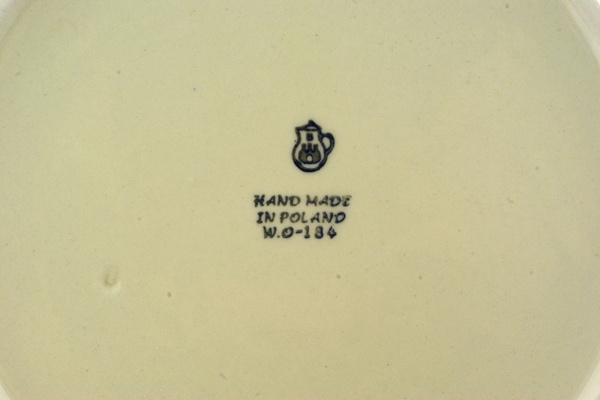 B
HAND MADE
IN POLAND
W.O-184